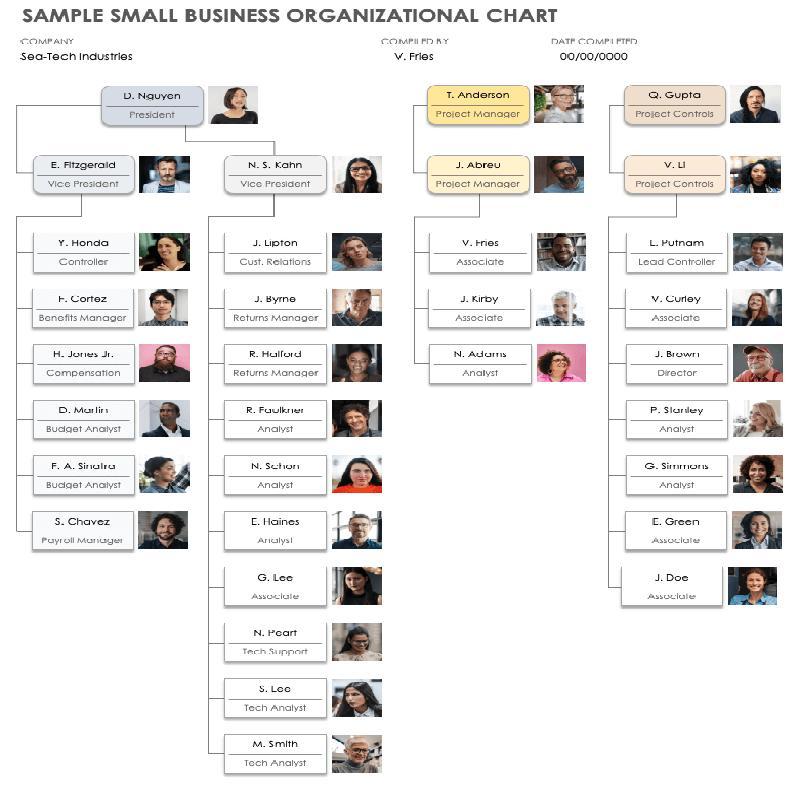 SAMPLE SMALL BUSINESS ORGANIZATIONAL CHART
COMPANY
COMPILED BY
DATE COMPLETED
Sea-Tech Industries
V. Fries
00/00/0000
D. Nguyen
President
E. Fitzgerald
Vice President
Y. Honda
Controller
F. Cortez
Benefits Manager
H. Jones Jr.
Compensation
D. Martin
Budget Analyst
F. A. Sinatra
Budget Analyst
S. Chavez
Payroll Manager
N. S. Kahn
Vice President
J. Lipton
Cust. Relations
J. Byrne
Returns Manager
R. Halford
Returns Manager
R. Faulkner
Analyst
N. Schon
Analyst
E. Haines
Analyst
G. Lee
Associate
N. Peart
Tech Support
S. Lee
Tech Analyst
M. Smith
Tech Analyst
T. Anderson
Project Manager
J. Abreu
Project Manager
V. Fries
Associate
J. Kirby
Associate
N. Adams
Analyst
Q. Gupta
Project Controls
V. Li
Project Controls
L. Putnam
Lead Controller
V. Curley
Associate
J. Brown
Director
P. Stanley
Analyst
G. Simmons
Analyst
E. Green
Associate
J. Doe
Associate